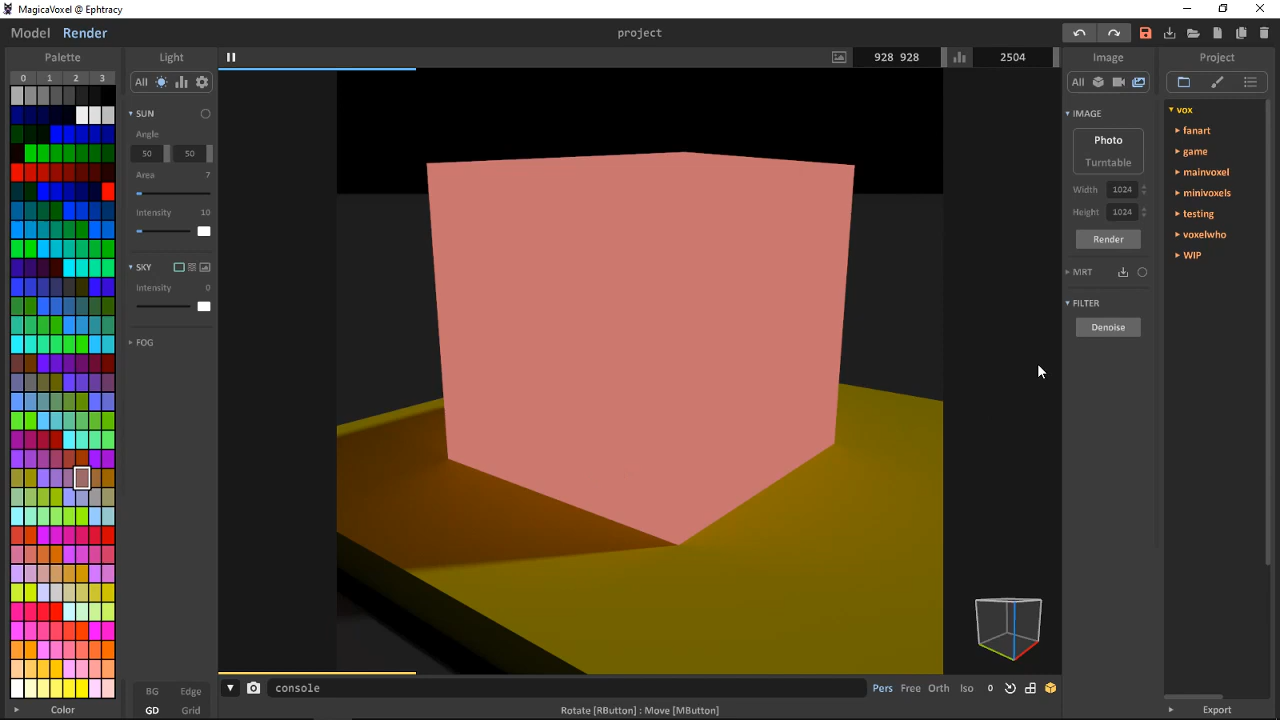 MagicaVoxel @ Ephtracy
Model Render
project
Palette
0 1 2 3
Color
Light
All
SUN
Angle
50 50
Area 7
Intensity 10
SKY
Intensity 0
FOG
BG Edge
GD Grid
928 928
2504
console
Pers Free Orth Iso 0
Rotate [RButton] : Move [MButton]
Image
All
IMAGE
Photo
Turntable
Width 1024
Height 1024
Render
MRT
FILTER
Denoise
Project
vox
fanart
game
mainvoxel
minivoxels
testing
voxelwho
WIP
Export